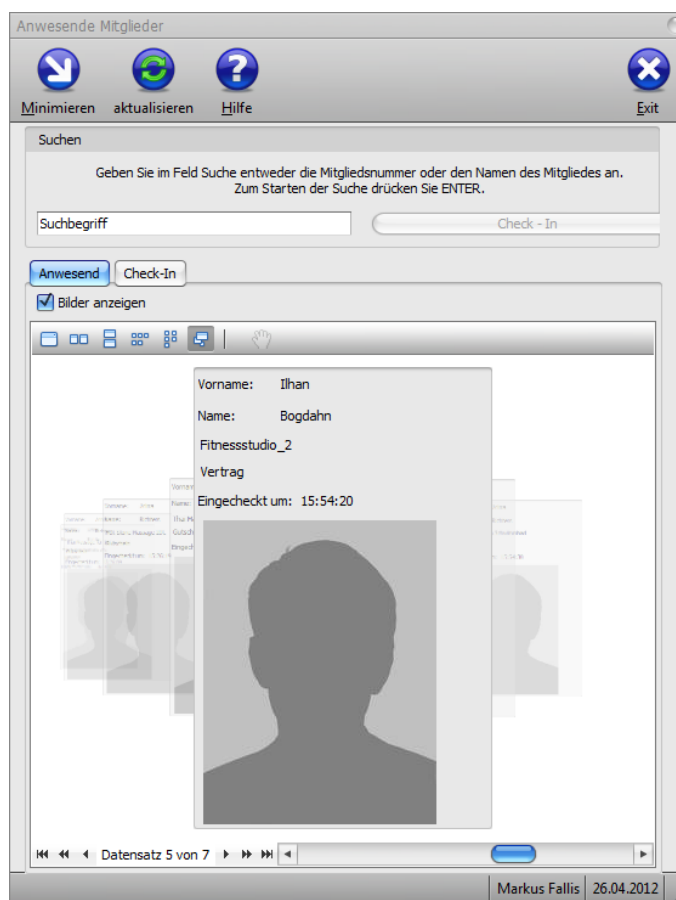 Anwesende Mitglieder
Minimieren aktualisieren Hilfe Exit
Suchen
Geben Sie im Feld Suche entweder die Mitgliedsnummer oder den Namen des Mitgliedes an.
Zum Starten der Suche drücken Sie ENTER.
Suchbegriff Check - In
Anwesend Check-In
Bilder anzeigen
Vorname: Ilhan
Name: Bogdahn
Fitnessstudio_2
Vertrag
Eingecheckt um: 15:54:20
Datensatz 5 von 7
Markus Fallis 26.04.2012